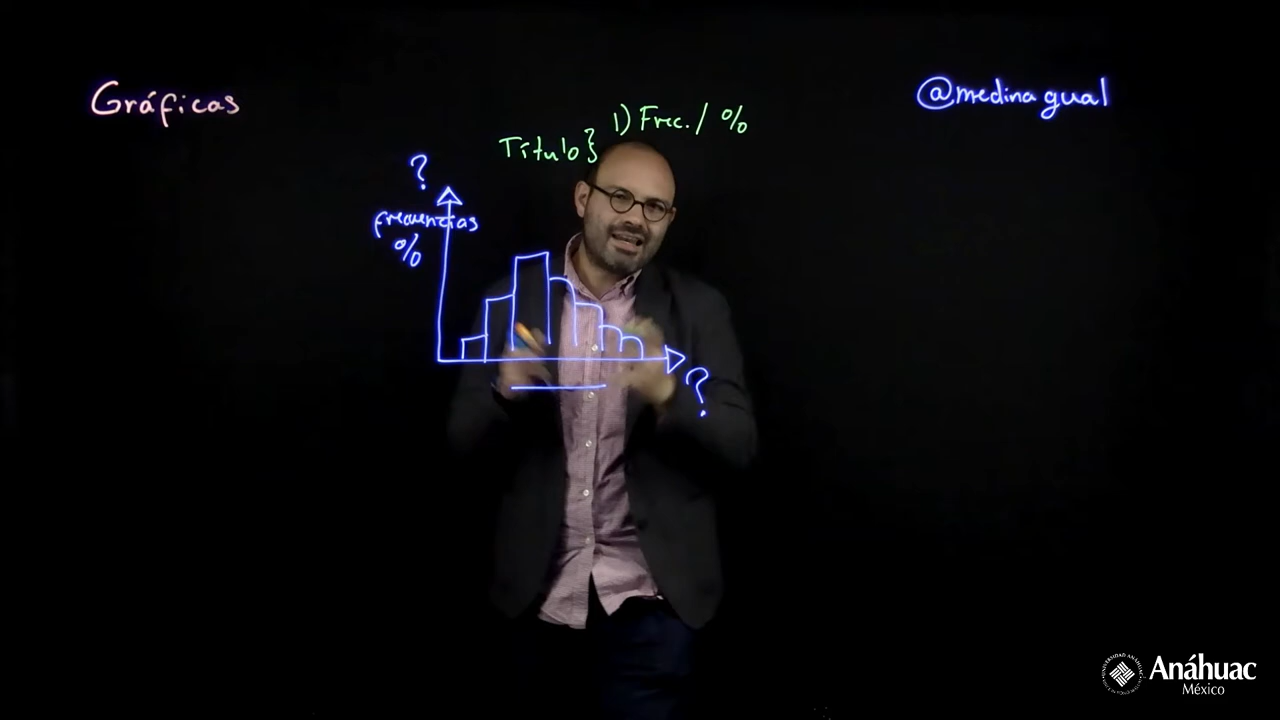 Gráficas
@medinagual
1) Frec. / %
Título}
?
frecuencias
%
?
Anáhuac
México